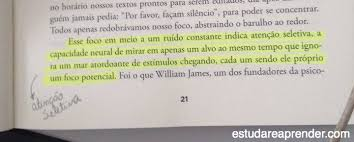 no horário nossos textos prontos para serem editados, ele
guém jamais pedia: "Por favor, façam silêncio", para poder se concentrar.
Todos apenas redobrávamos nosso foco, abstraindo o barulho ao redor.
Esse foco em meio a um ruído constante indica atenção seletiva, a
capacidade neural de mirar em apenas um alvo ao mesmo tempo que igno-
ra um mar atordoante de estímulos chegando, cada um sendo ele próprio
um foco potencial. Foi o que William James, um dos fundadores da psico-
atenção
seletiva
21
estudareaprender.com